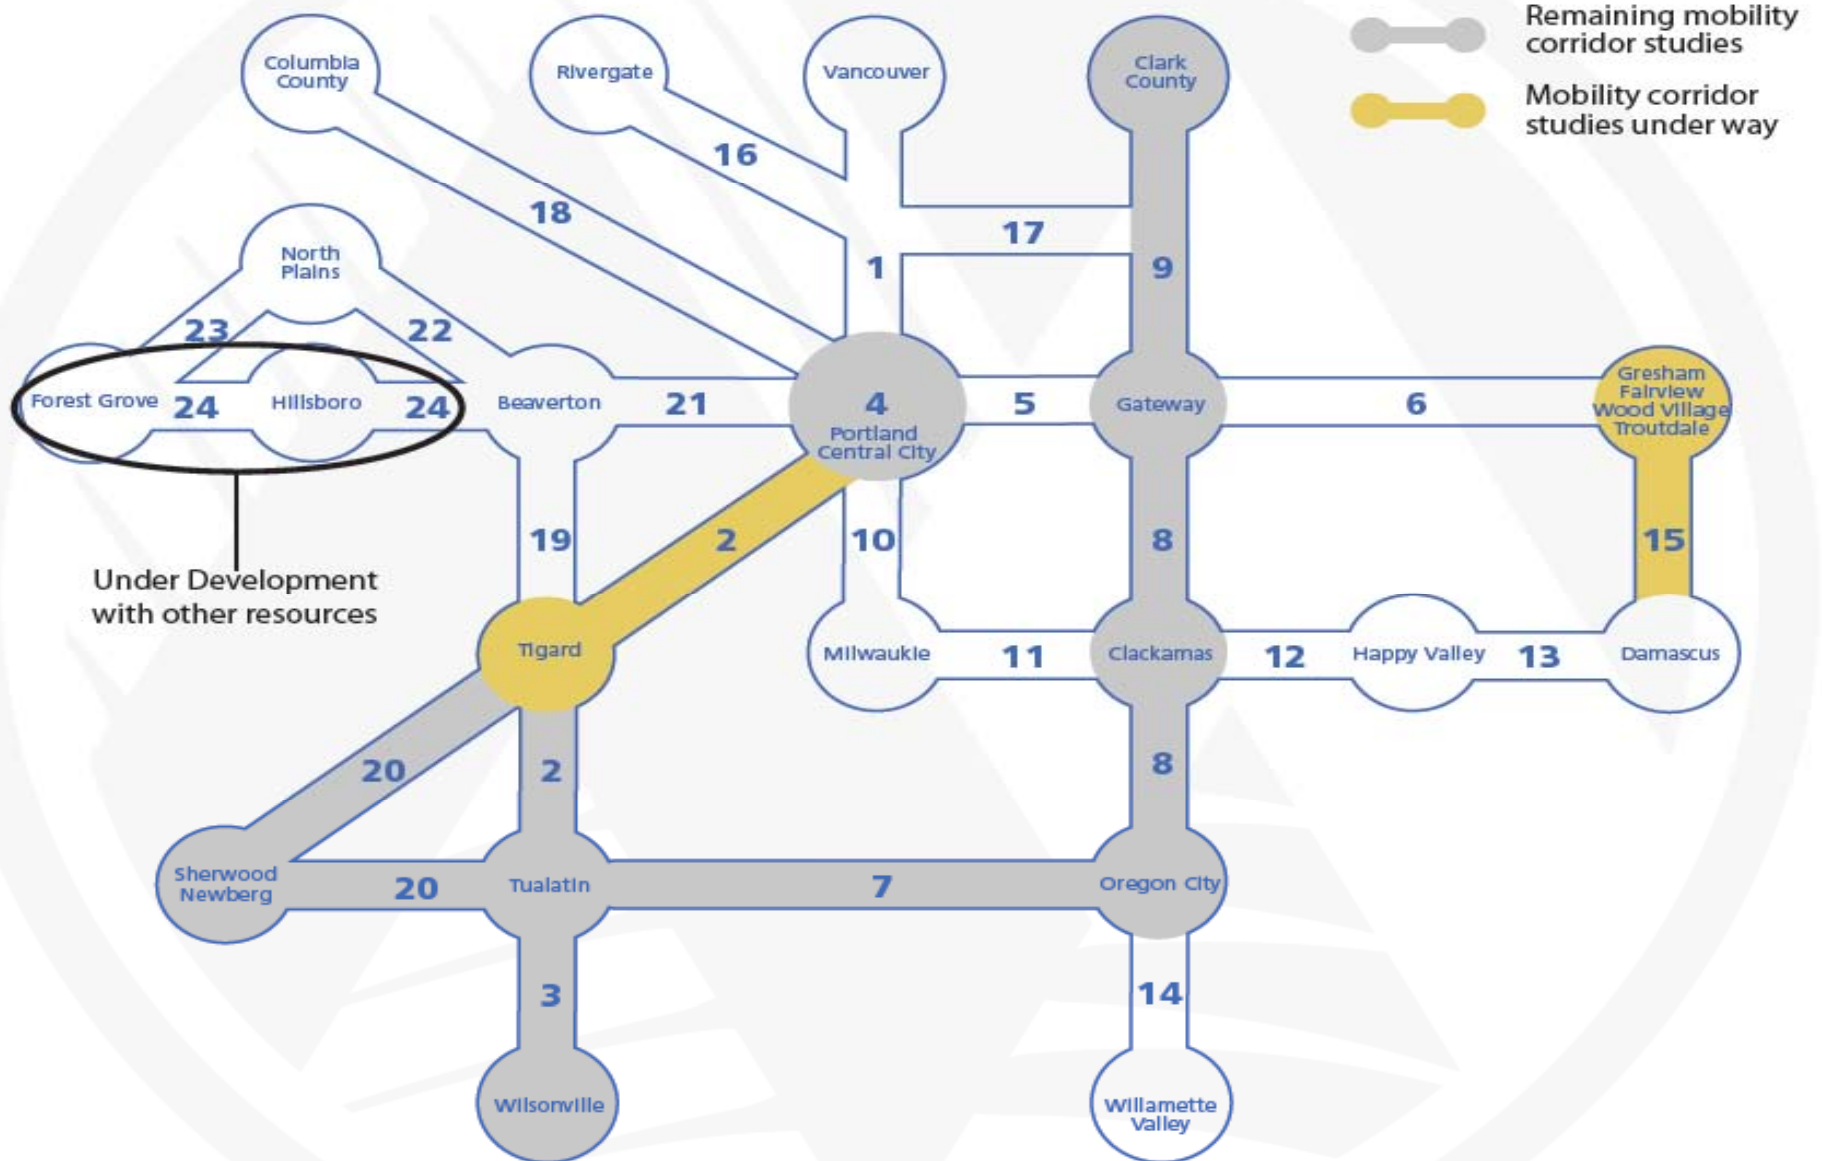 Remaining mobility
corridor studies
Mobility corridor
studies under way
Columbia
County
Rivergate
Vancouver
Clark
County
16
18
17
1
9
North
Plains
23
22
Forest Grove
24
Hillsboro
24
Beaverton
21
4
Portland
Central City
5
Gateway
6
Gresham
Fairview
Wood Village
Troutdale
19
2
10
8
15
Under Development
with other resources
Tigard
Milwaukie
11
Clackamas
12
Happy Valley
13
Damascus
20
2
8
Sherwood
Newberg
20
Tualatin
7
Oregon City
3
14
Wilsonville
Willamette
Valley